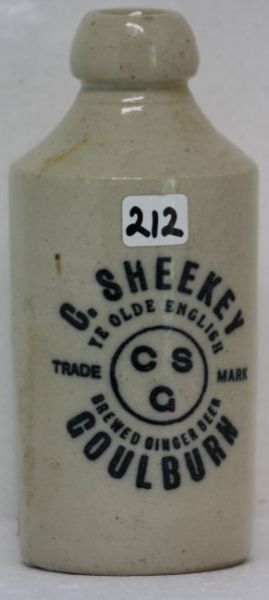 212
C. SHEEKEY
YE OLDE ENGLISH
TRADE MARK
C S
G
BREWED GINGER BEER
GOULBURN